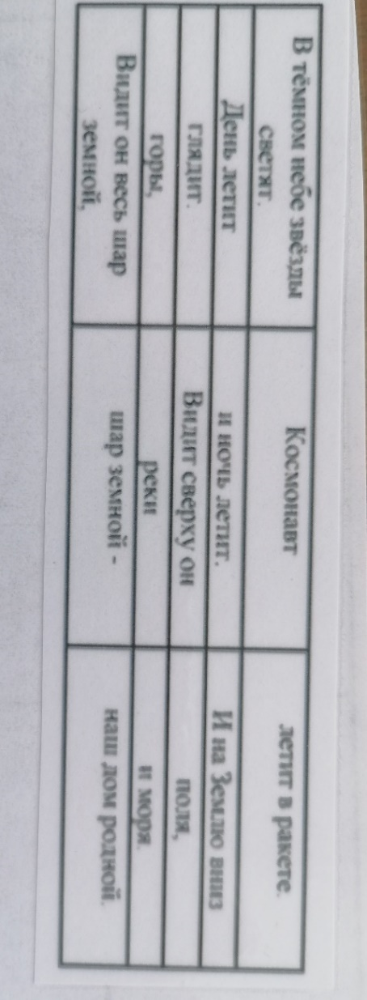 В тёмном небе звёзды Космонавт летит в ракете.
светят.
День летит и ночь летит. И на Землю вниз
глядит. Видит сверху он поля,
горы, реки и моря.
Видит он весь шар шар земной - наш дом родной.
земной,